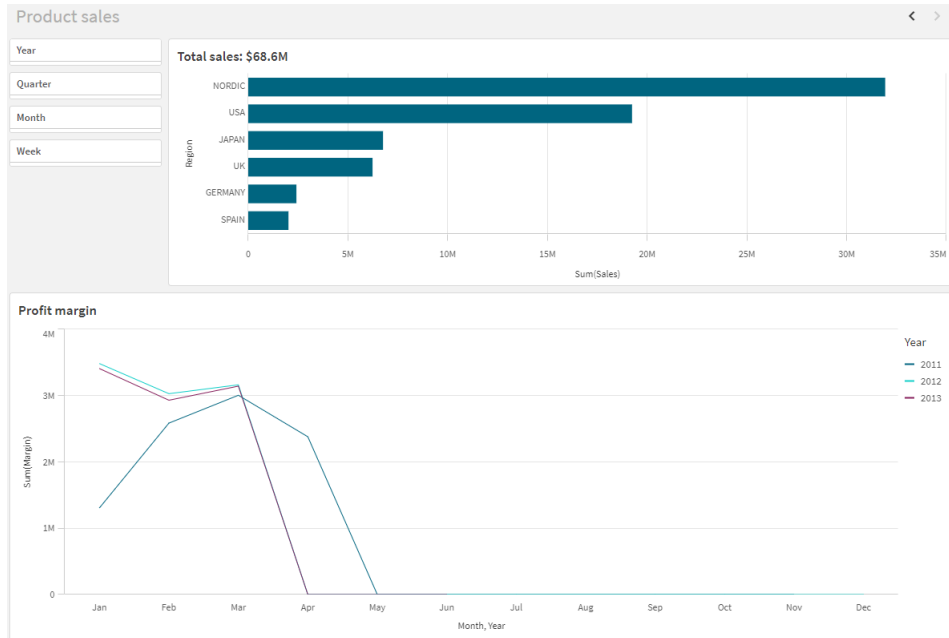 Product sales
Year
Quarter
Month
Week
Total sales: $68.6M
Region
NORDIC
USA
JAPAN
UK
GERMANY
SPAIN
0 5M 10M 15M 20M 25M 30M 35M
Sum(Sales)
Profit margin
Sum(Margin)
4M
3M
2M
1M
0
Jan Feb Mar Apr May Jun Jul Aug Sep Oct Nov Dec
Month, Year
Year
2011
2012
2013